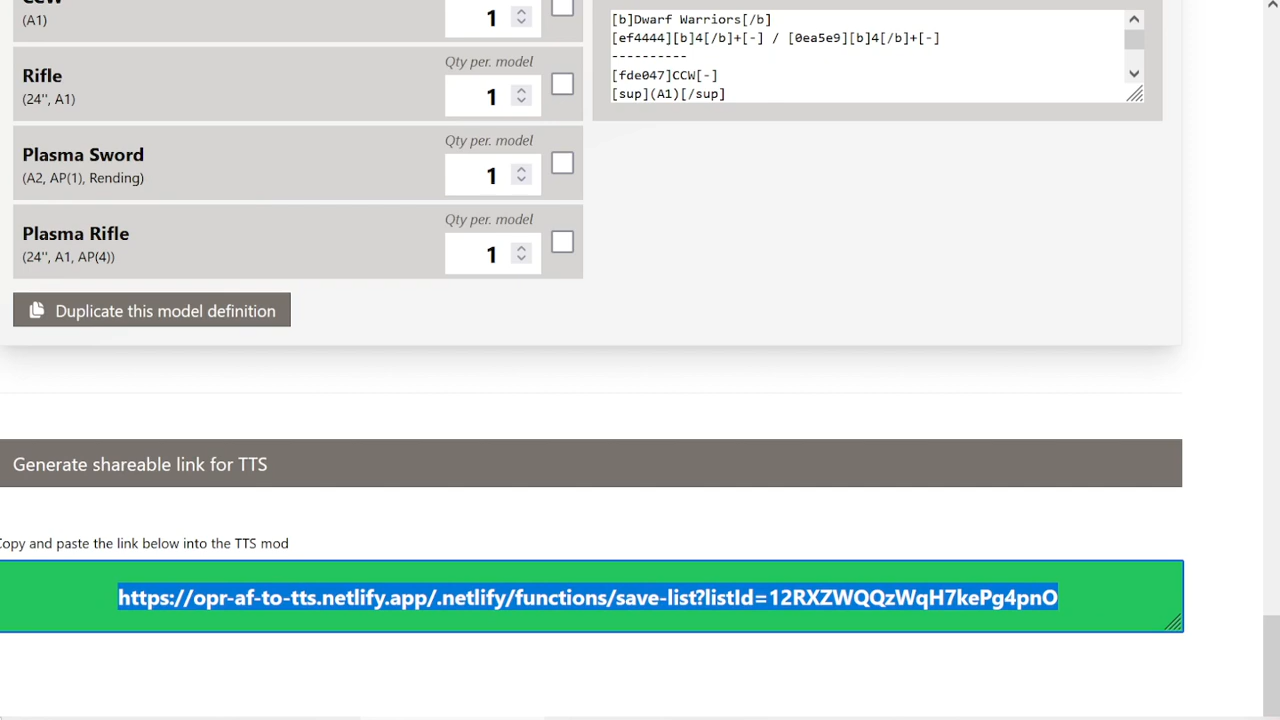 (A1)
1
Rifle
(24'', A1)
Qty per. model
1
Plasma Sword
(A2, AP(1), Rending)
Qty per. model
1
Plasma Rifle
(24'', A1, AP(4))
Qty per. model
1
Duplicate this model definition
[b]Dwarf Warriors[/b]
[ef4444][b]4[/b]+[-] / [0ea5e9][b]4[/b]+[-]
----------
[fde047]CCW[-]
[sup](A1)[/sup]
Generate shareable link for TTS
Copy and paste the link below into the TTS mod
https://opr-af-to-tts.netlify.app/.netlify/functions/save-list?listId=12RXZWQQzWqH7kePg4pnO